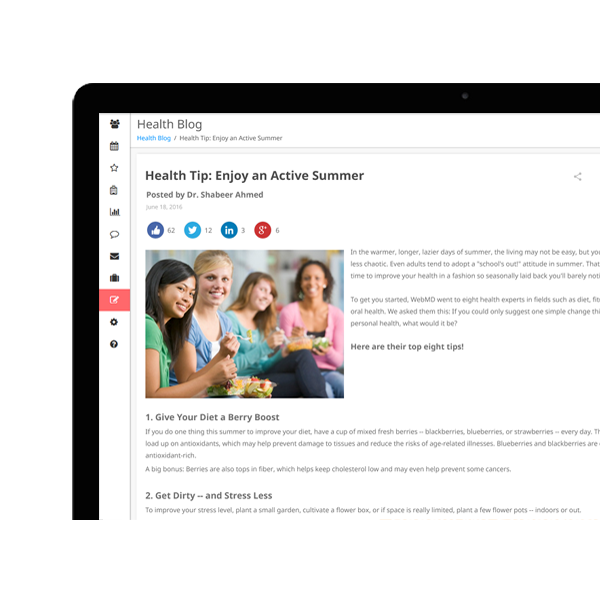 Health Blog
Health Blog / Health Tip: Enjoy an Active Summer
Health Tip: Enjoy an Active Summer
Posted by Dr. Shabeer Ahmed
June 18, 2016
62 12 in 3 g+ 6
In the warmer, longer, lazier days of summer, the living may not be easy, but
less chaotic. Even adults tend to adopt a "school's out!" attitude in summer. That
time to improve your health in a fashion so seasonally laid back you'll barely
To get you started, WebMD went to eight health experts in fields such as diet,
oral health. We asked them this: If you could only suggest one simple change
personal health, what would it be?
Here are their top eight tips!
1. Give Your Diet a Berry Boost
If you do one thing this summer to improve your diet, have a cup of mixed fresh berries -- blackberries, blueberries, or strawberries -- every day.
load up on antioxidants, which may help prevent damage to tissues and reduce the risks of age-related illnesses. Blueberries and blackberries are
antioxidant-rich.
A big bonus: Berries are also tops in fiber, which helps keep cholesterol low and may even help prevent some cancers.
2. Get Dirty -- and Stress Less
To improve your stress level, plant a small garden, cultivate a flower box, or if space is really limited, plant a few flower pots -- indoors or out.